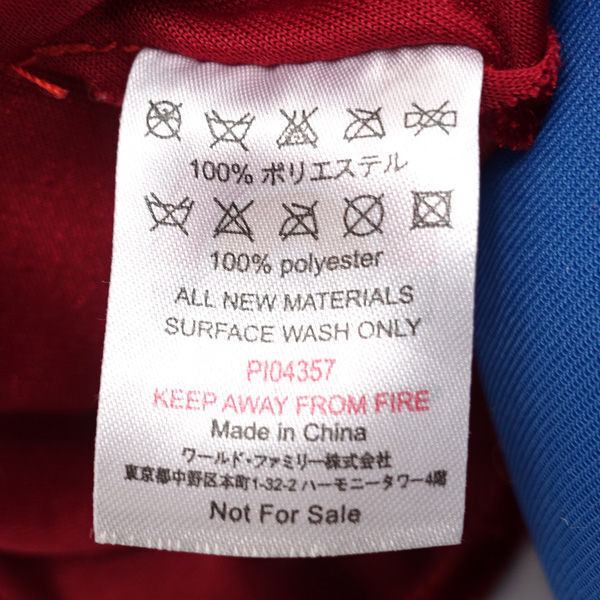 100% ポリエステル
100% polyester
ALL NEW MATERIALS
SURFACE WASH ONLY
PI04357
KEEP AWAY FROM FIRE
Made in China
ワールド・ファミリー株式会社
東京都中野区本町1-32-2 ハーモニータワー4階
Not For Sale